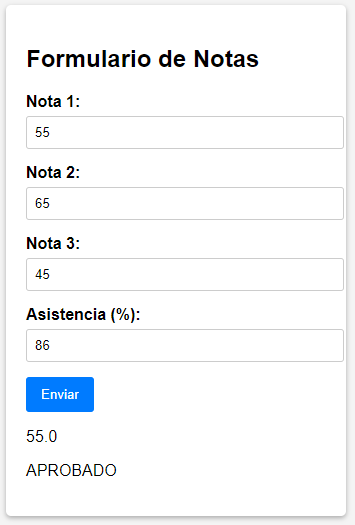 Formulario de Notas
Nota 1:
55
Nota 2:
65
Nota 3:
45
Asistencia (%):
86
Enviar
55.0
APROBADO